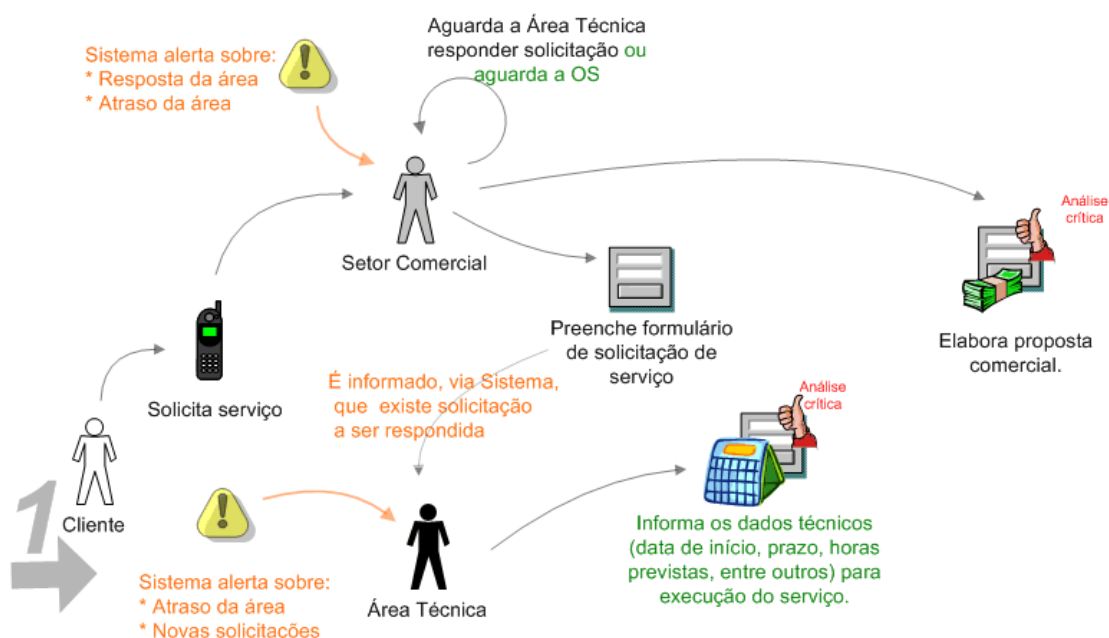 Aguarda a Área Técnica
responder solicitação ou
aguarda a OS
Sistema alerta sobre:
* Resposta da área
* Atraso da área
Análise
crítica
Setor Comercial
Elabora proposta
comercial.
Preenche formulário
de solicitação de
serviço
Solicita serviço
É informado, via Sistema,
que existe solicitação
a ser respondida
Análise
crítica
1
Cliente
Sistema alerta sobre:
* Atraso da área
* Novas solicitações
Área Técnica
Informa os dados técnicos
(data de início, prazo, horas
previstas, entre outros) para
execução do serviço.